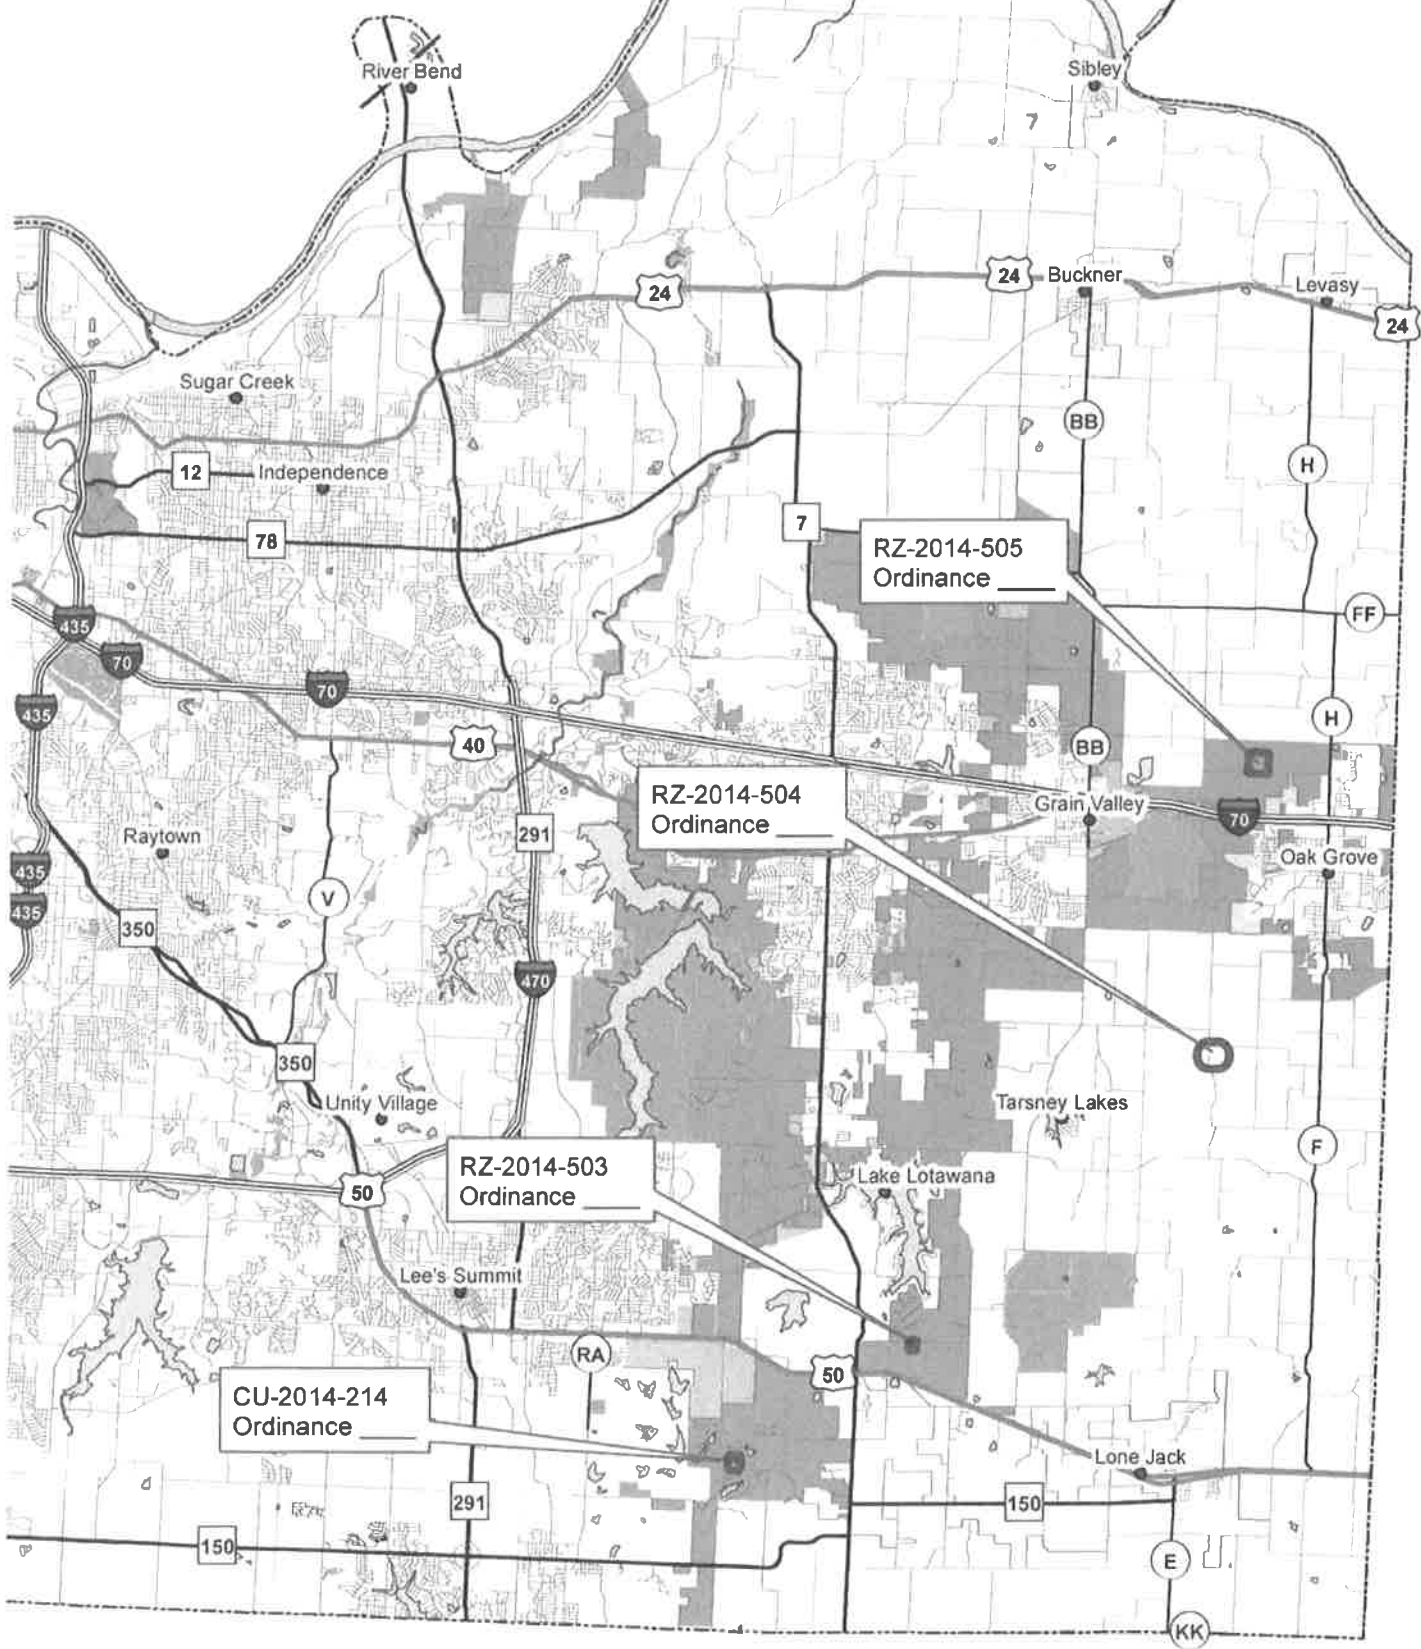 River Bend
Sibley
7
24
24
Buckner
Levasy
24
Sugar Creek
BB
12
Independence
H
7
78
RZ-2014-505
Ordinance ____
FF
435
70
70
435
H
40
BB
RZ-2014-504
Ordinance ____
Grain Valley
70
291
Raytown
Oak Grove
435
V
435
350
470
350
Unity Village
Tarsney Lakes
F
RZ-2014-503
Ordinance ____
Lake Lotawana
50
Lee's Summit
RA
50
CU-2014-214
Ordinance ____
Lone Jack
291
150
150
E
KK